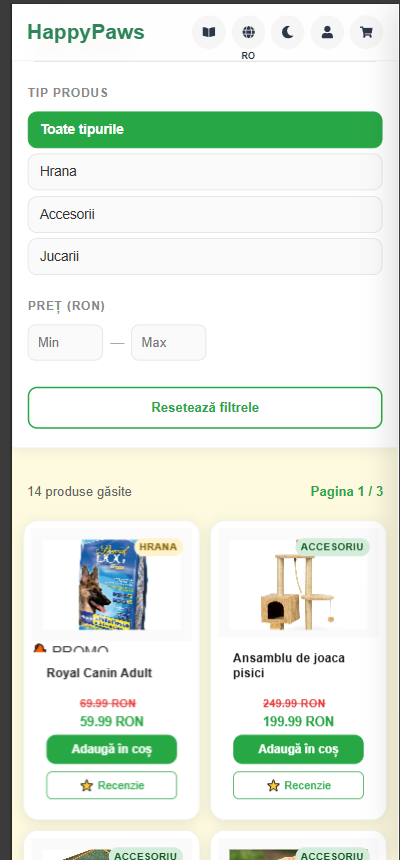 HappyPaws
RO
TIP PRODUS
Toate tipurile
Hrana
Accesorii
Jucarii
PREȚ (RON)
Min — Max
Resetează filtrele
14 produse găsite
Pagina 1 / 3
HRANA
DOG
PROMO
Royal Canin Adult
69.99 RON
59.99 RON
Adaugă în coș
Recenzie
ACCESORIU
Ansamblu de joaca
pisici
249.99 RON
199.99 RON
Adaugă în coș
Recenzie
ACCESORIU
ACCESORIU